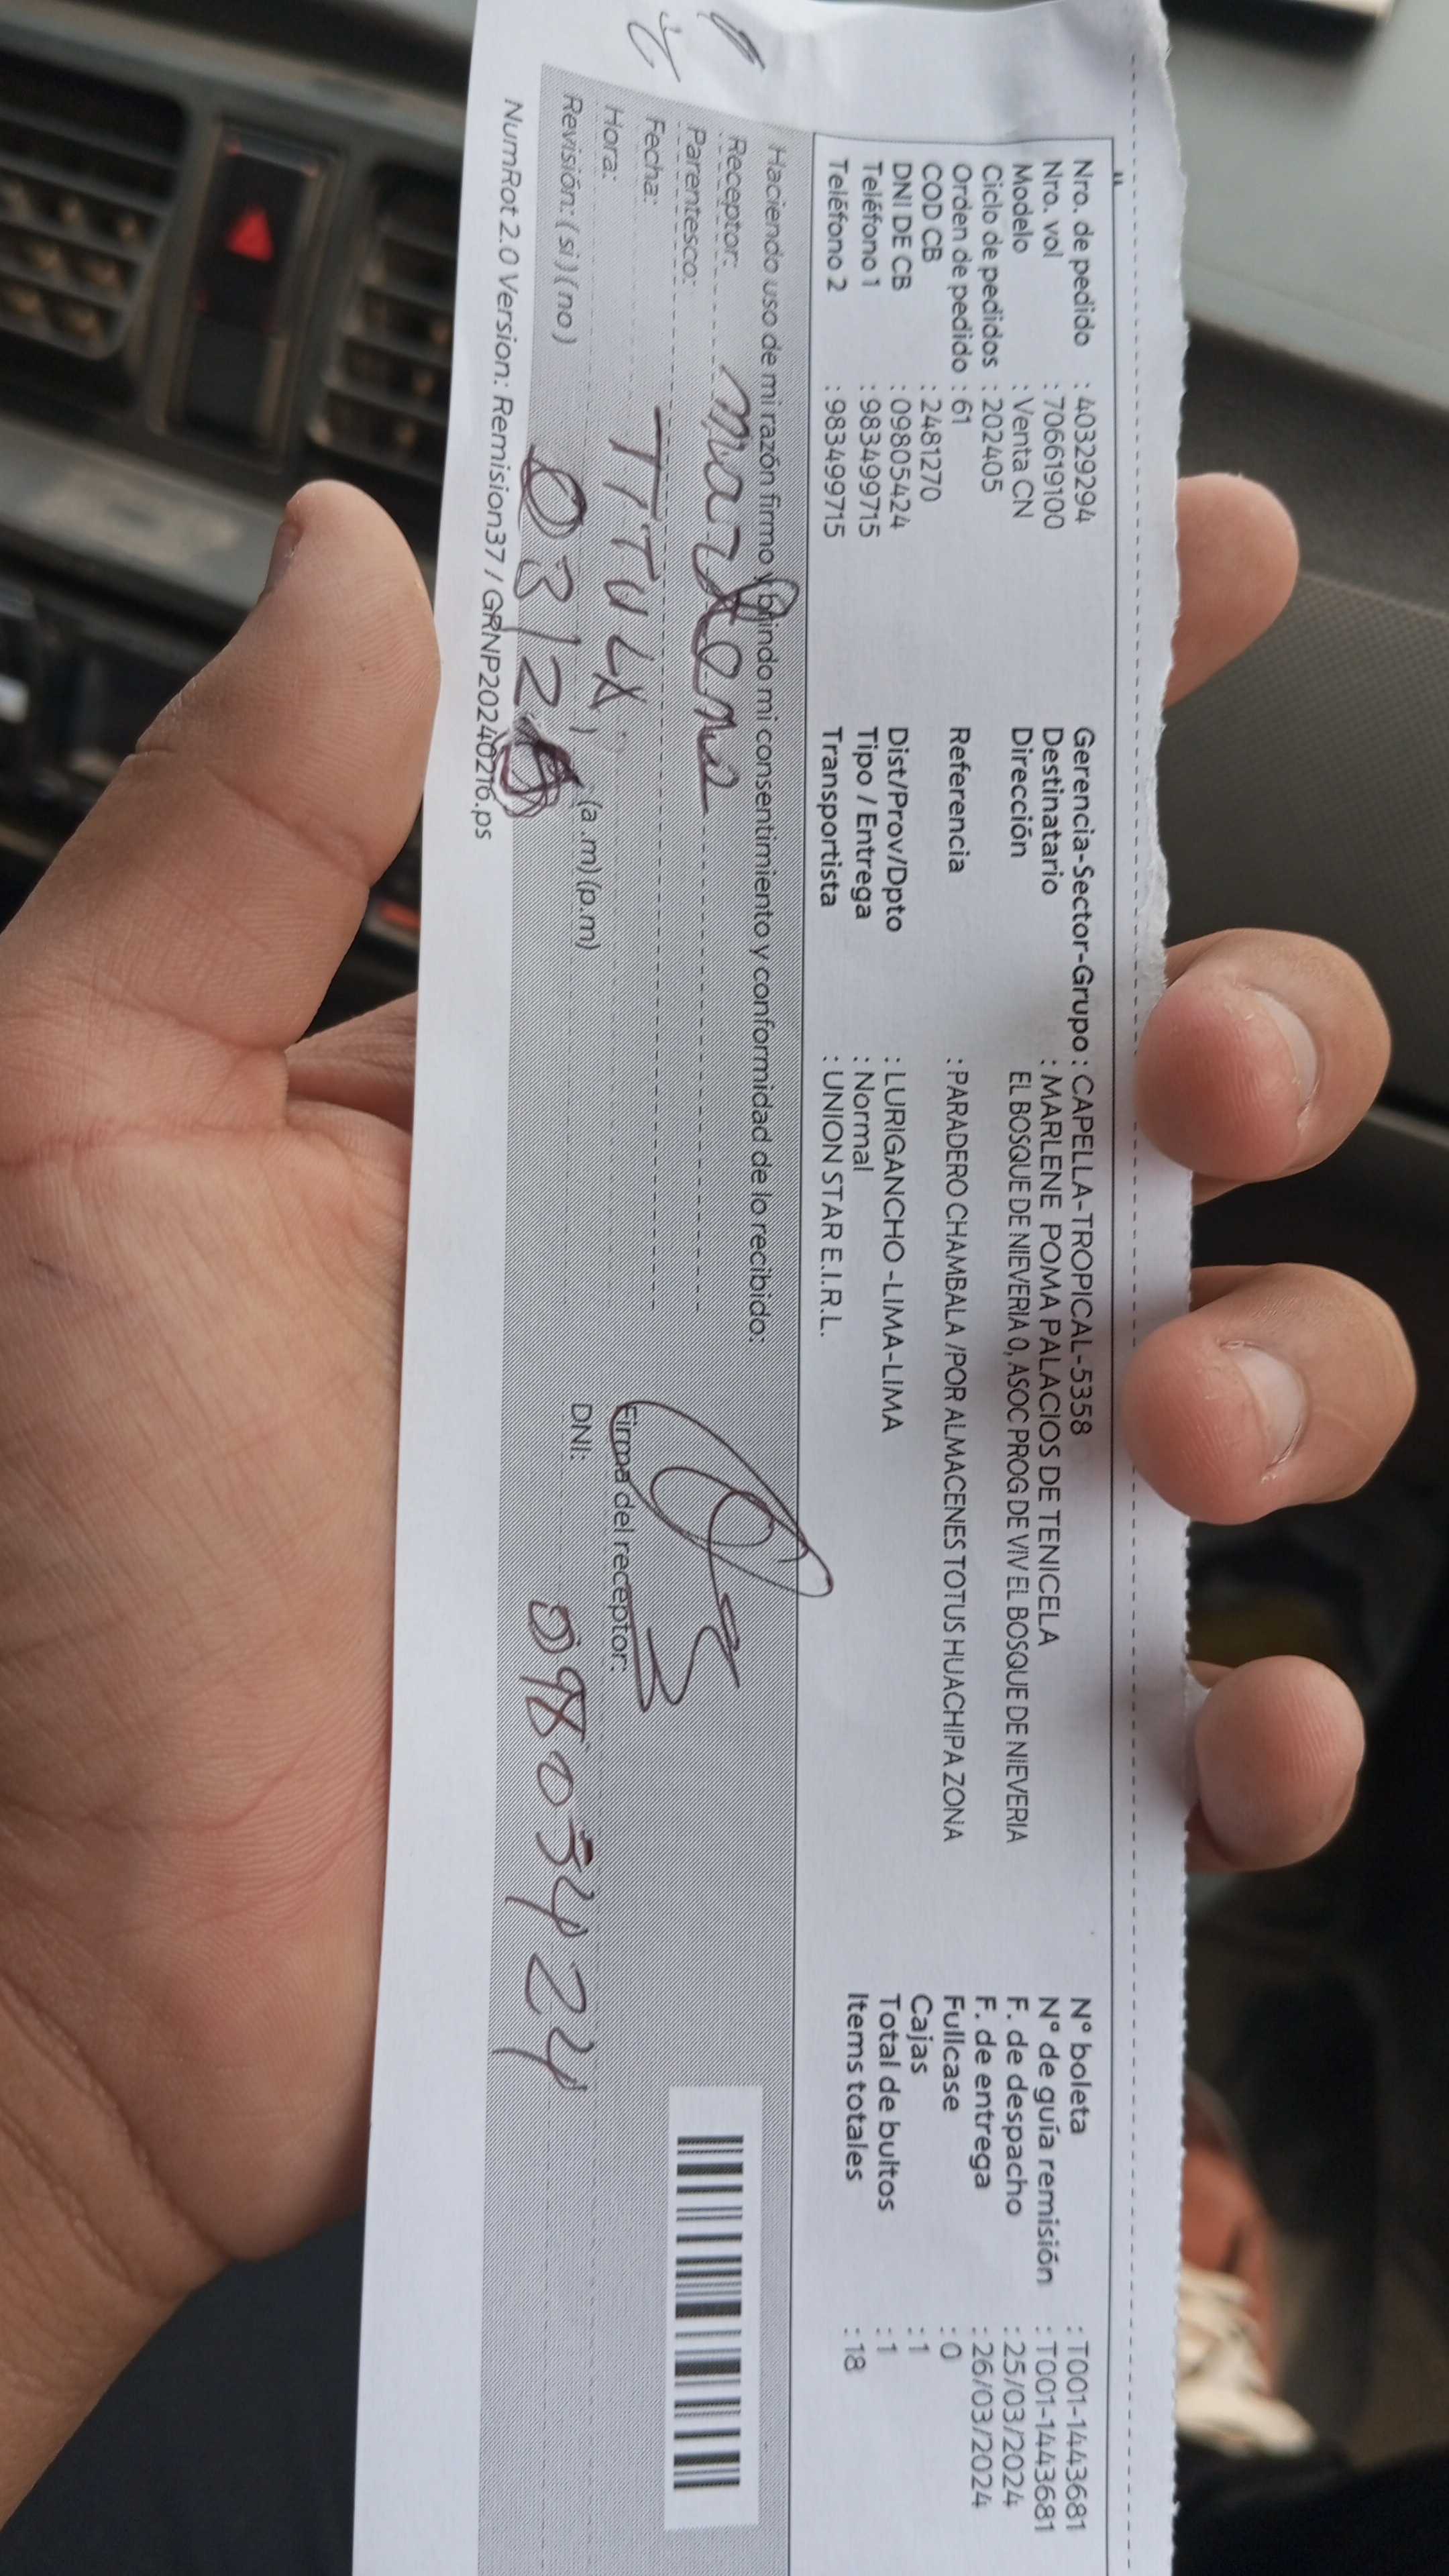 Nro. de pedido : 40329294
Nro. vol : 706619100
Modelo : Venta CN
Ciclo de pedidos : 202405
Orden de pedido : 61
COD CB : 2481270
DNI DE CB : 09805424
Teléfono 1 : 983499715
Teléfono 2 : 983499715
Gerencia-Sector-Grupo : CAPELLA-TROPICAL-5358
Destinatario : MARLENE POMA PALACIOS DE TENICELA
Dirección EL BOSQUE DE NIEVERIA 0, ASOC PROG DE VIV EL BOSQUE DE NIEVERIA
Referencia : PARADERO CHAMBALA /POR ALMACENES TOTUS HUACHIPA ZONA
Dist/Prov/Dpto : LURIGANCHO -LIMA-LIMA
Tipo / Entrega : Normal
Transportista : UNION STAR E.I.R.L.
N° boleta : T001-1443681
N° de guía remisión : T001-1443681
F. de despacho : 25/03/2024
F. de entrega : 26/03/2024
Fullcase : 0
Cajas : 1
Total de bultos : 1
Items totales : 18
Haciendo uso de mi razón firmo y brindo mi consentimiento y conformidad de lo recibido:
Receptor: Marlene
Parentesco:
Fecha:
Hora: (a.m) (p.m)
Revisión: ( si ) ( no )
Firma del receptor:
DNI: 09805424
NumRot 2.0 Version: Remision37 / GRNP20240216.ps